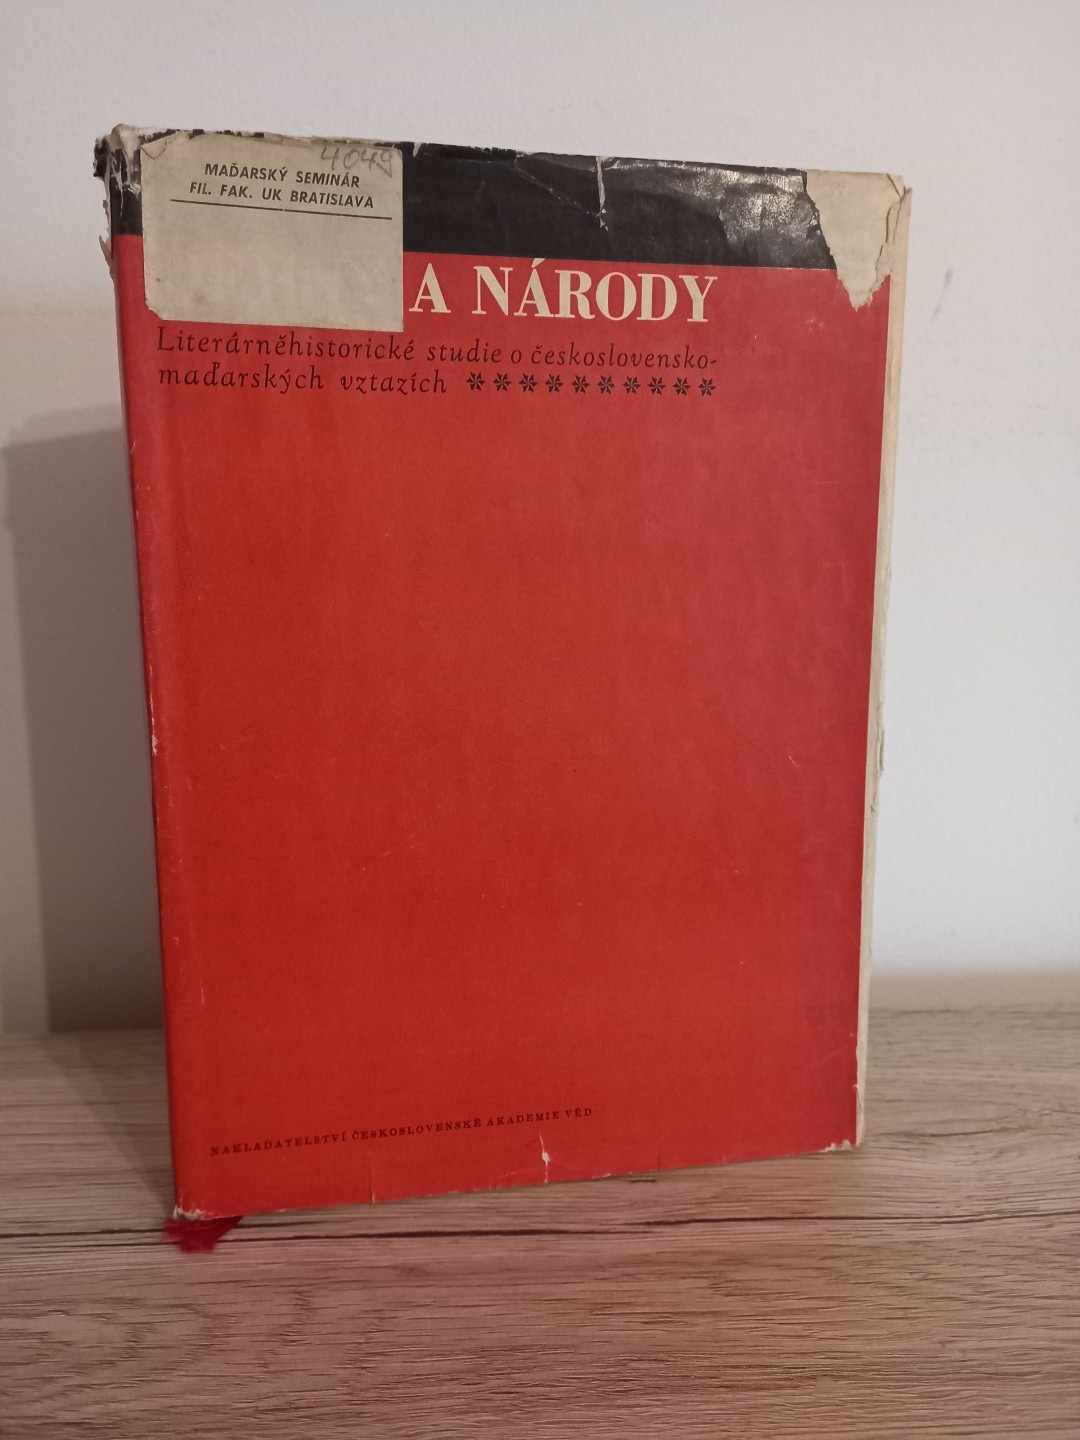 4049
MAĎARSKÝ SEMINÁR
FIL. FAK. UK BRATISLAVA
A NÁRODY
Literárněhistorické studie o československo-
maďarských vztazích ✲✲✲✲✲✲✲✲✲✲
NAKLADATELSTVÍ ČESKOSLOVENSKÉ AKADEMIE VĚD